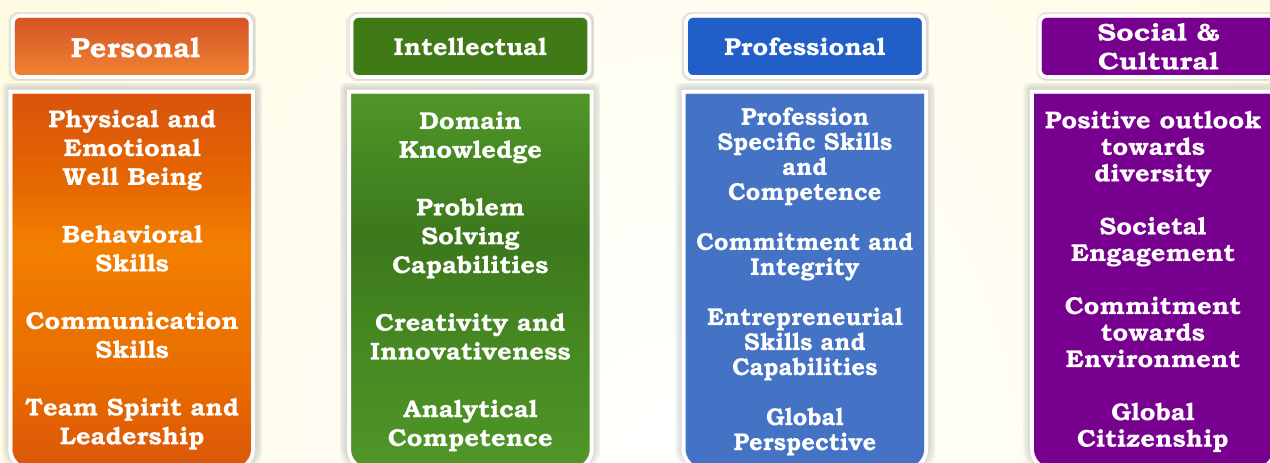 Personal
Physical and
Emotional
Well Being
Behavioral
Skills
Communication
Skills
Team Spirit and
Leadership
Intellectual
Domain
Knowledge
Problem
Solving
Capabilities
Creativity and
Innovativeness
Analytical
Competence
Professional
Profession
Specific Skills
and
Competence
Commitment and
Integrity
Entrepreneurial
Skills and
Capabilities
Global
Perspective
Social &
Cultural
Positive outlook
towards
diversity
Societal
Engagement
Commitment
towards
Environment
Global
Citizenship